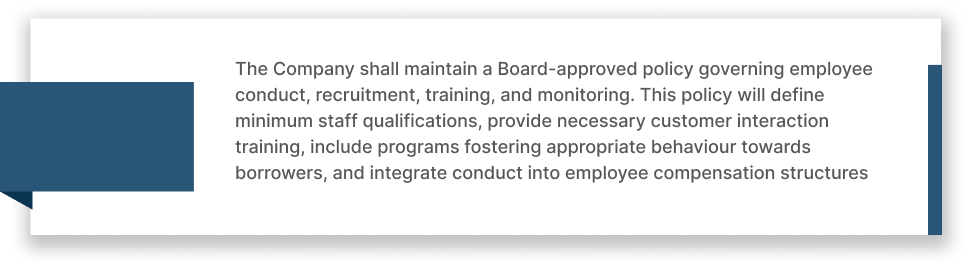 The Company shall maintain a Board-approved policy governing employee
conduct, recruitment, training, and monitoring. This policy will define
minimum staff qualifications, provide necessary customer interaction
training, include programs fostering appropriate behaviour towards
borrowers, and integrate conduct into employee compensation structures